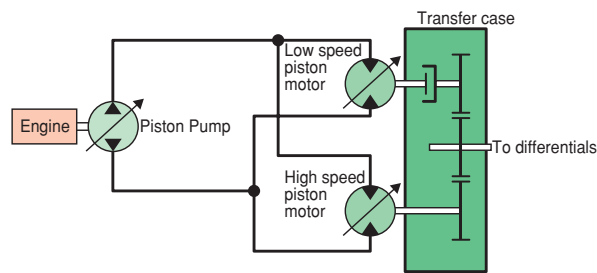 Transfer case
Low speed
piston
motor
Engine
Piston Pump
To differentials
High speed
piston
motor